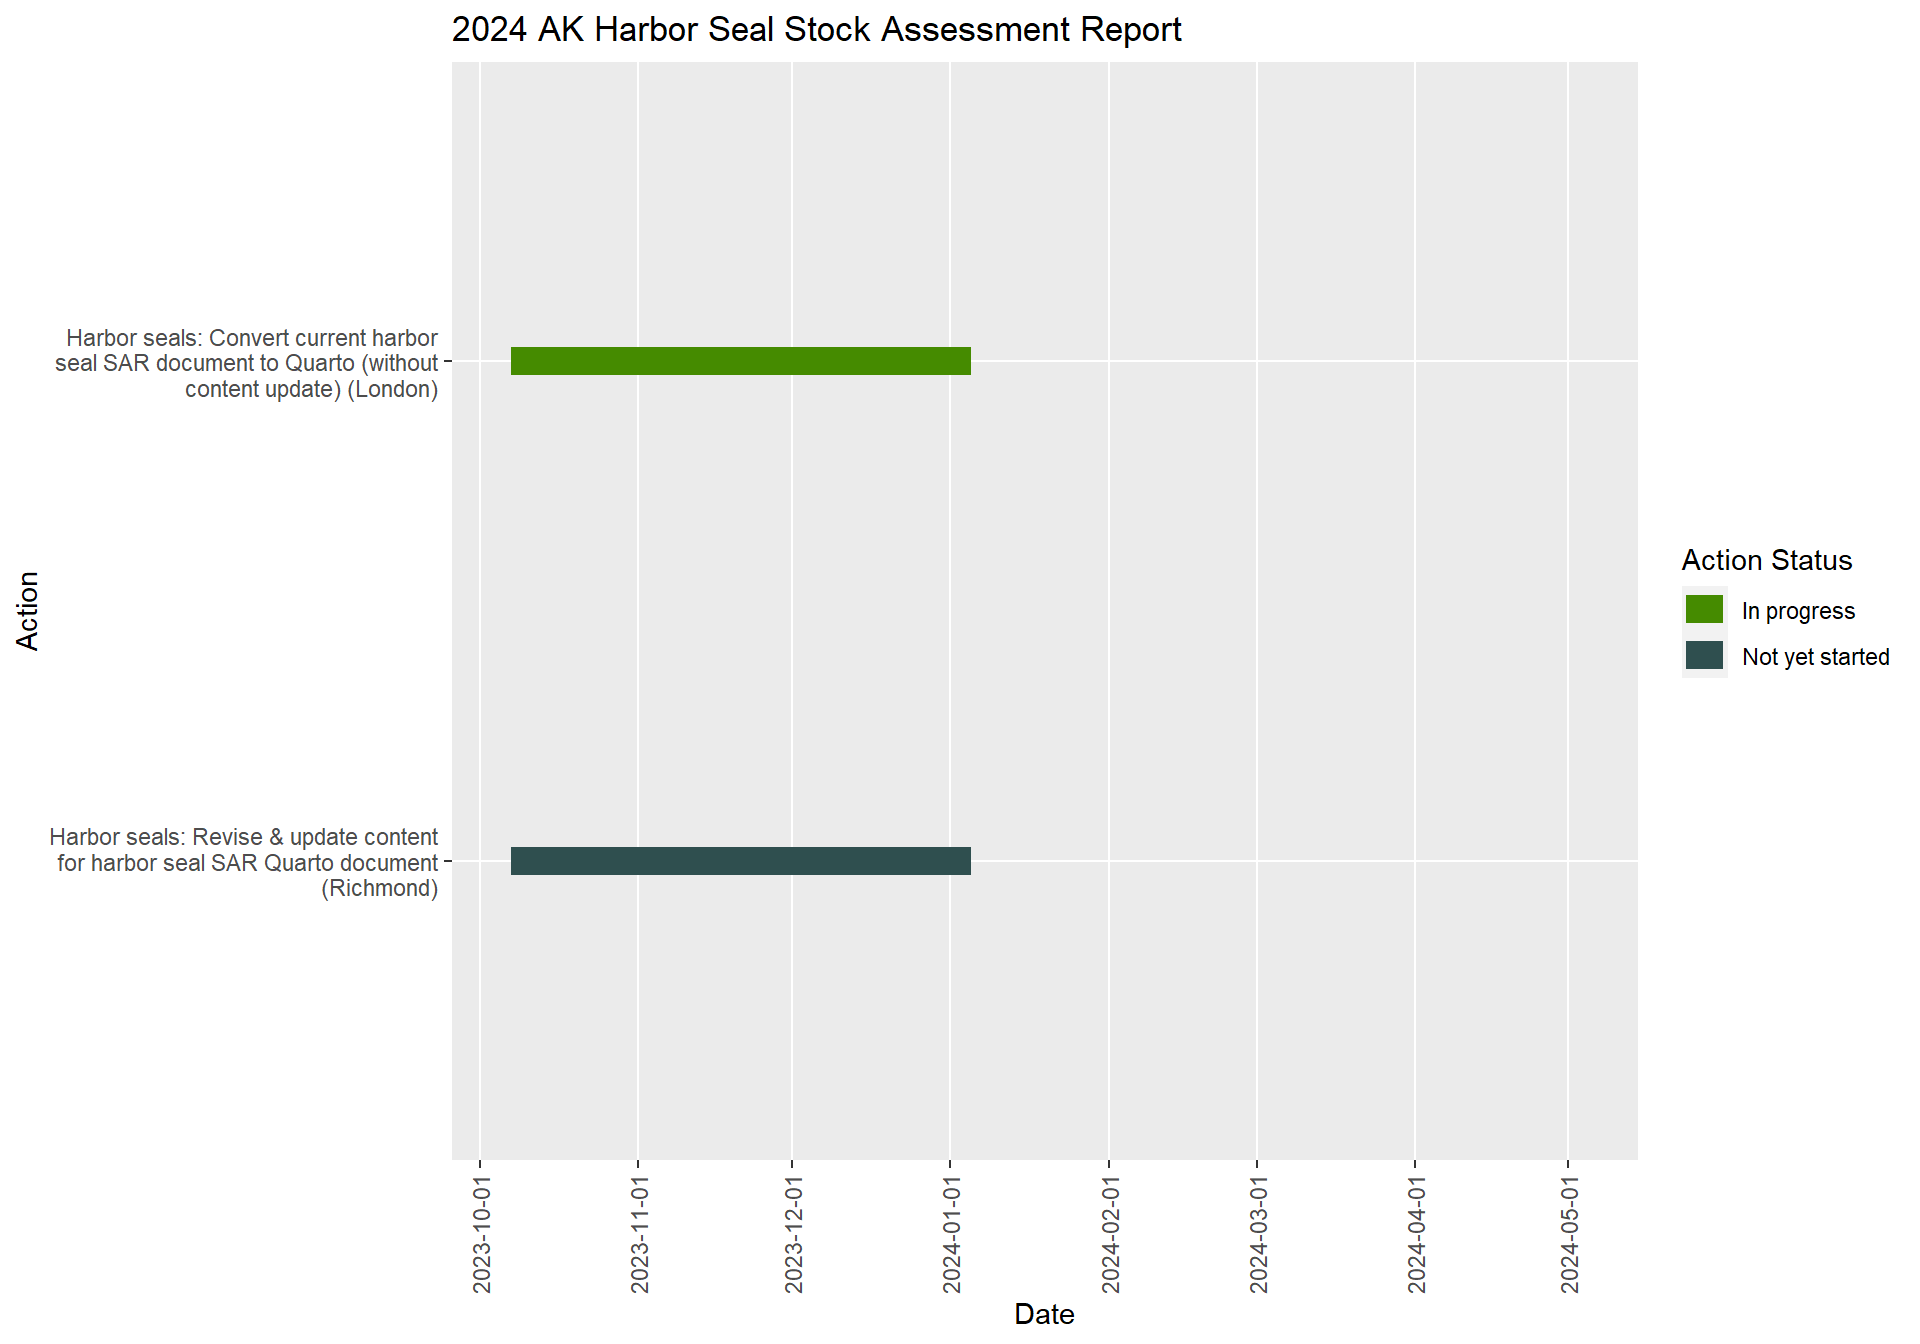 2024 AK Harbor Seal Stock Assessment Report
Action
Harbor seals: Convert current harbor
seal SAR document to Quarto (without
content update) (London)
Harbor seals: Revise & update content
for harbor seal SAR Quarto document
(Richmond)
2023-10-01
2023-11-01
2023-12-01
2024-01-01
2024-02-01
2024-03-01
2024-04-01
2024-05-01
Date
Action Status
In progress
Not yet started